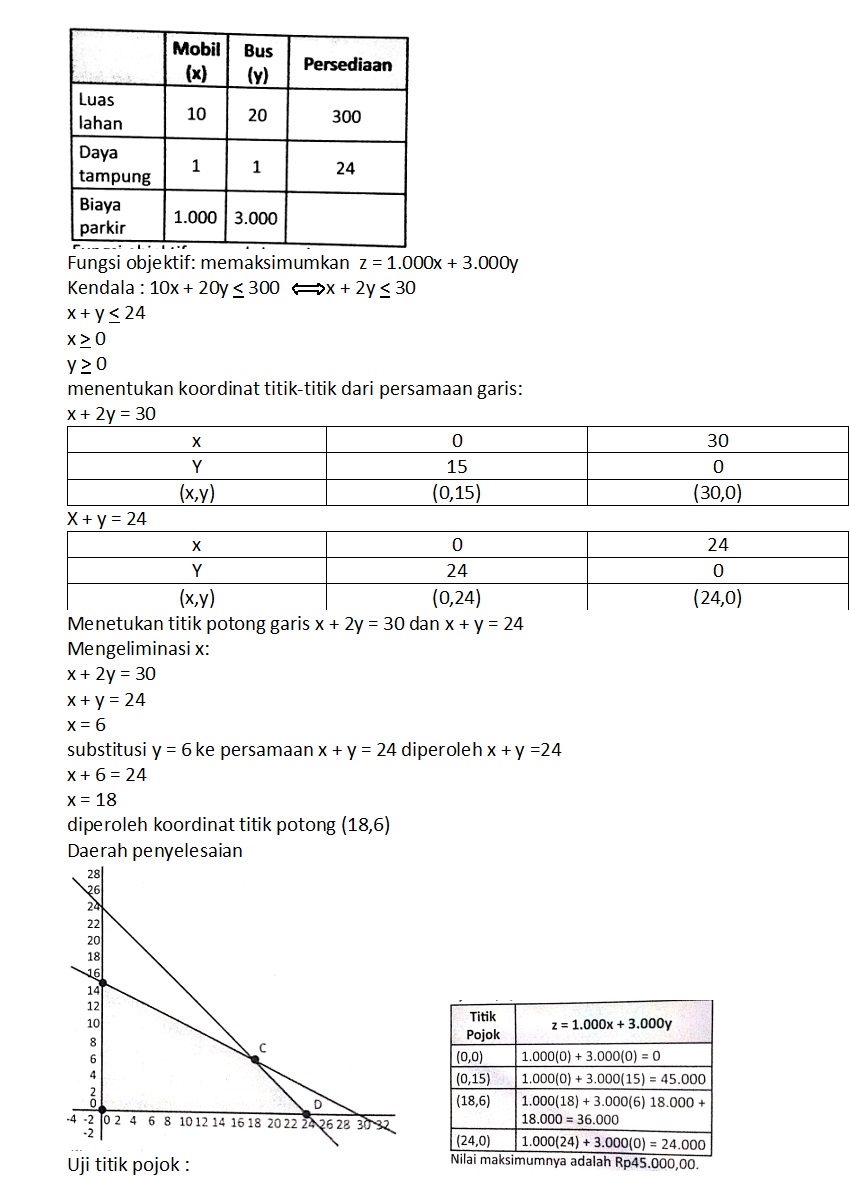 Mobil (x) Bus (y) Persediaan
Luas lahan 10 20 300
Daya tampung 1 1 24
Biaya parkir 1.000 3.000
Fungsi objektif: memaksimumkan z = 1.000x + 3.000y
Kendala : 10x + 20y ≤ 300 ⟺ x + 2y ≤ 30
x + y ≤ 24
x ≥ 0
y ≥ 0
menentukan koordinat titik-titik dari persamaan garis:
x + 2y = 30
x 0 30
Y 15 0
(x,y) (0,15) (30,0)
X + y = 24
x 0 24
Y 24 0
(x,y) (0,24) (24,0)
Menetukan titik potong garis x + 2y = 30 dan x + y = 24
Mengeliminasi x:
x + 2y = 30
x + y = 24
x = 6
substitusi y = 6 ke persamaan x + y = 24 diperoleh x + y =24
x + 6 = 24
x = 18
diperoleh koordinat titik potong (18,6)
Daerah penyelesaian
28
26
24
22
20
18
16
14
12
10
8
6
4
2
0
-2
C
D
-4 -2 0 2 4 6 8 10 12 14 16 18 20 22 24 26 28 30 32
Uji titik pojok :
Titik Pojok z = 1.000x + 3.000y
(0,0) 1.000(0) + 3.000(0) = 0
(0,15) 1.000(0) + 3.000(15) = 45.000
(18,6) 1.000(18) + 3.000(6) 18.000 +
18.000 = 36.000
(24,0) 1.000(24) + 3.000(0) = 24.000
Nilai maksimumnya adalah Rp45.000,00.